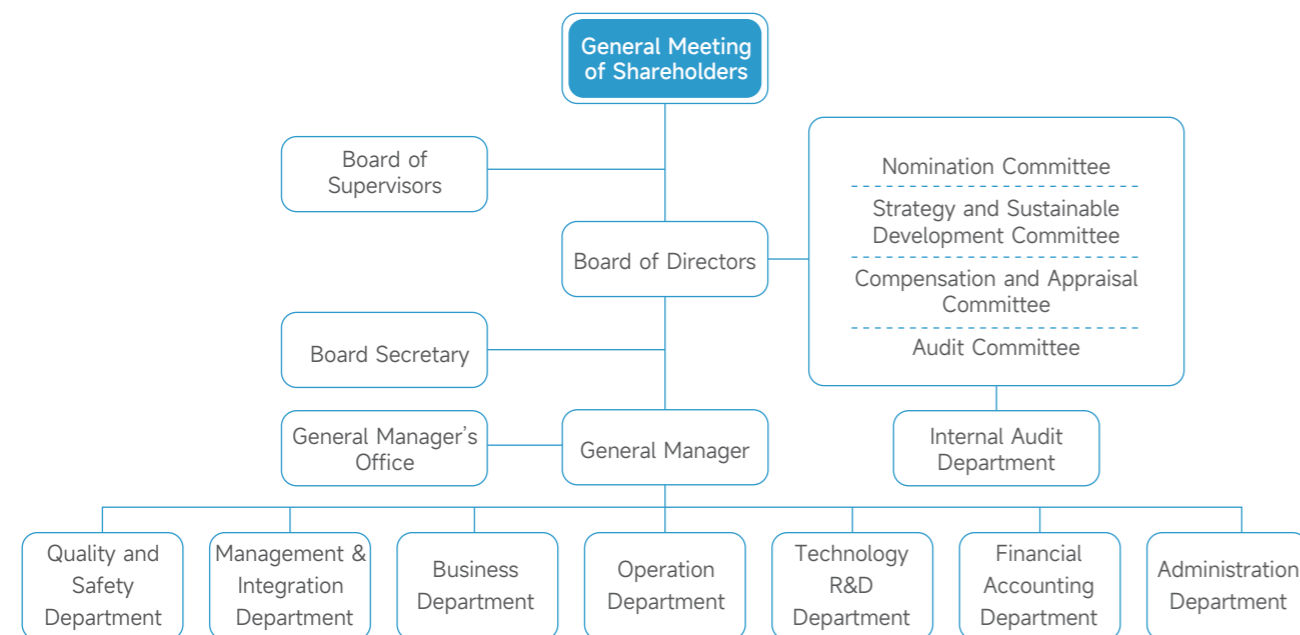 General Meeting
of Shareholders
Board of
Supervisors
Nomination Committee
Strategy and Sustainable
Development Committee
Compensation and Appraisal
Committee
Audit Committee
Board of Directors
Board Secretary
General Manager's
Office
General Manager
Internal Audit
Department
Quality and
Safety
Department
Management &
Integration
Department
Business
Department
Operation
Department
Technology
R&D
Department
Financial
Accounting
Department
Administration
Department